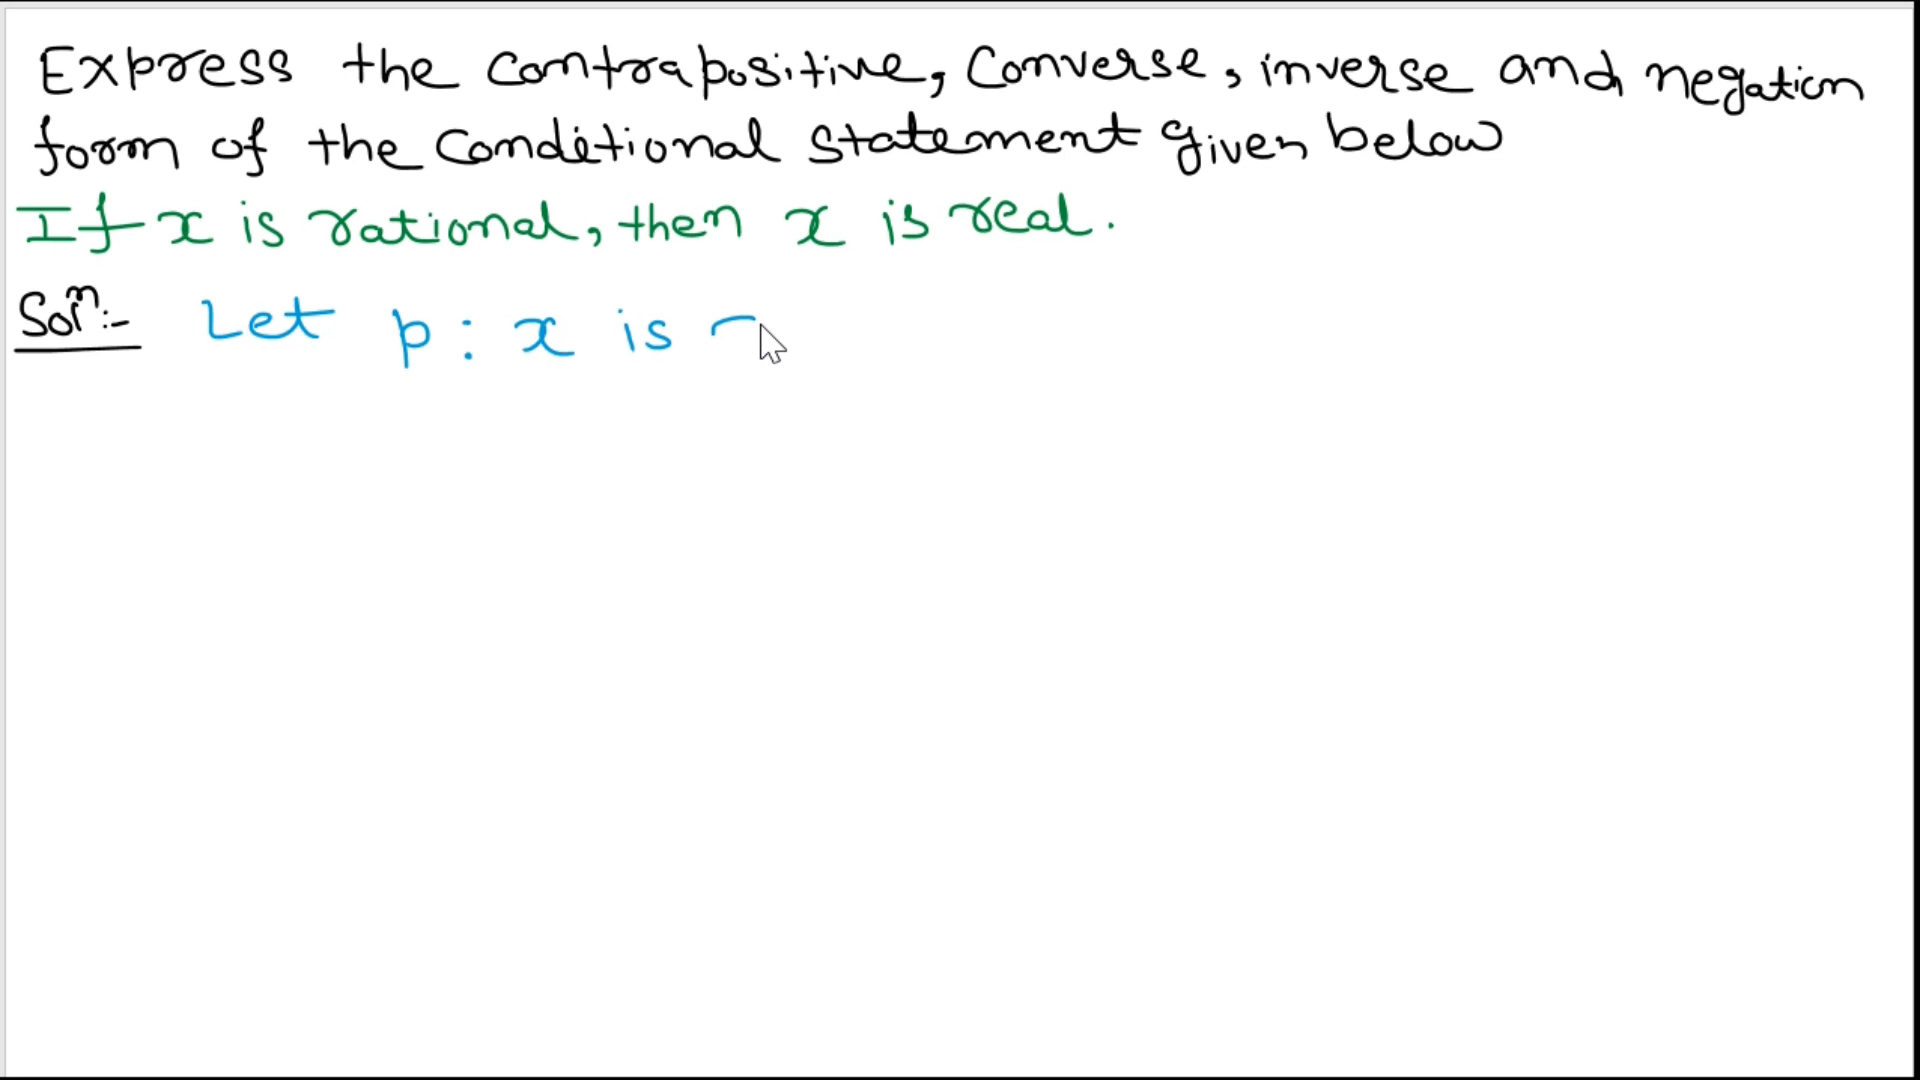 Express the contrapositive, Converse, inverse and negation
form of the conditional statement given below
If x is rational, then x is real.
Solⁿ:- Let p : x is